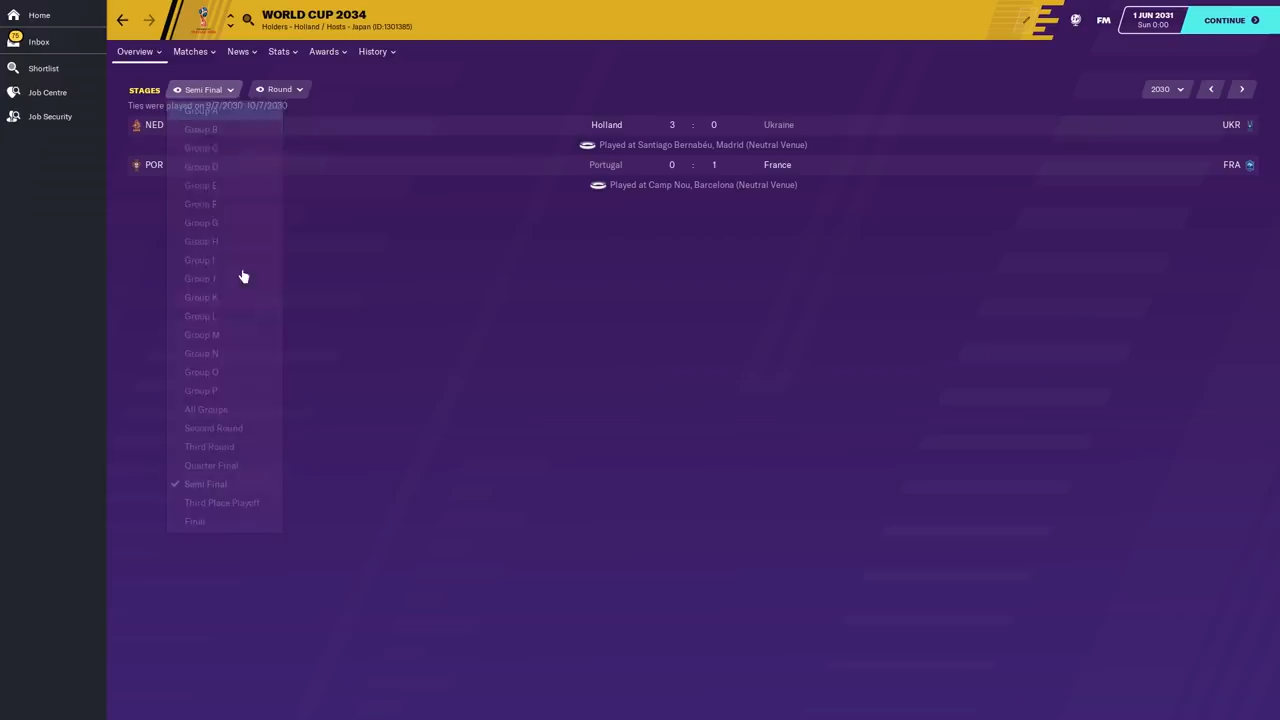 WORLD CUP 2034
Holders - Holland / Hosts - Japan (ID:1301385)
FM
1 JUN 2031
Sun 0:00
CONTINUE
Home
75
Inbox
Shortlist
Job Centre
Job Security
Overview
Matches
News
Stats
Awards
History
STAGES
Semi Final
Round
2030
Ties were played on 9/7/2030, 10/7/2030
NED
Holland 3 : 0 Ukraine
UKR
Played at Santiago Bernabéu, Madrid (Neutral Venue)
POR
Portugal 0 : 1 France
FRA
Played at Camp Nou, Barcelona (Neutral Venue)
Group A
Group B
Group C
Group D
Group E
Group F
Group G
Group H
Group I
Group J
Group K
Group L
Group M
Group N
Group O
Group P
All Groups
Second Round
Third Round
Quarter Final
Semi Final
Third Place Playoff
Final